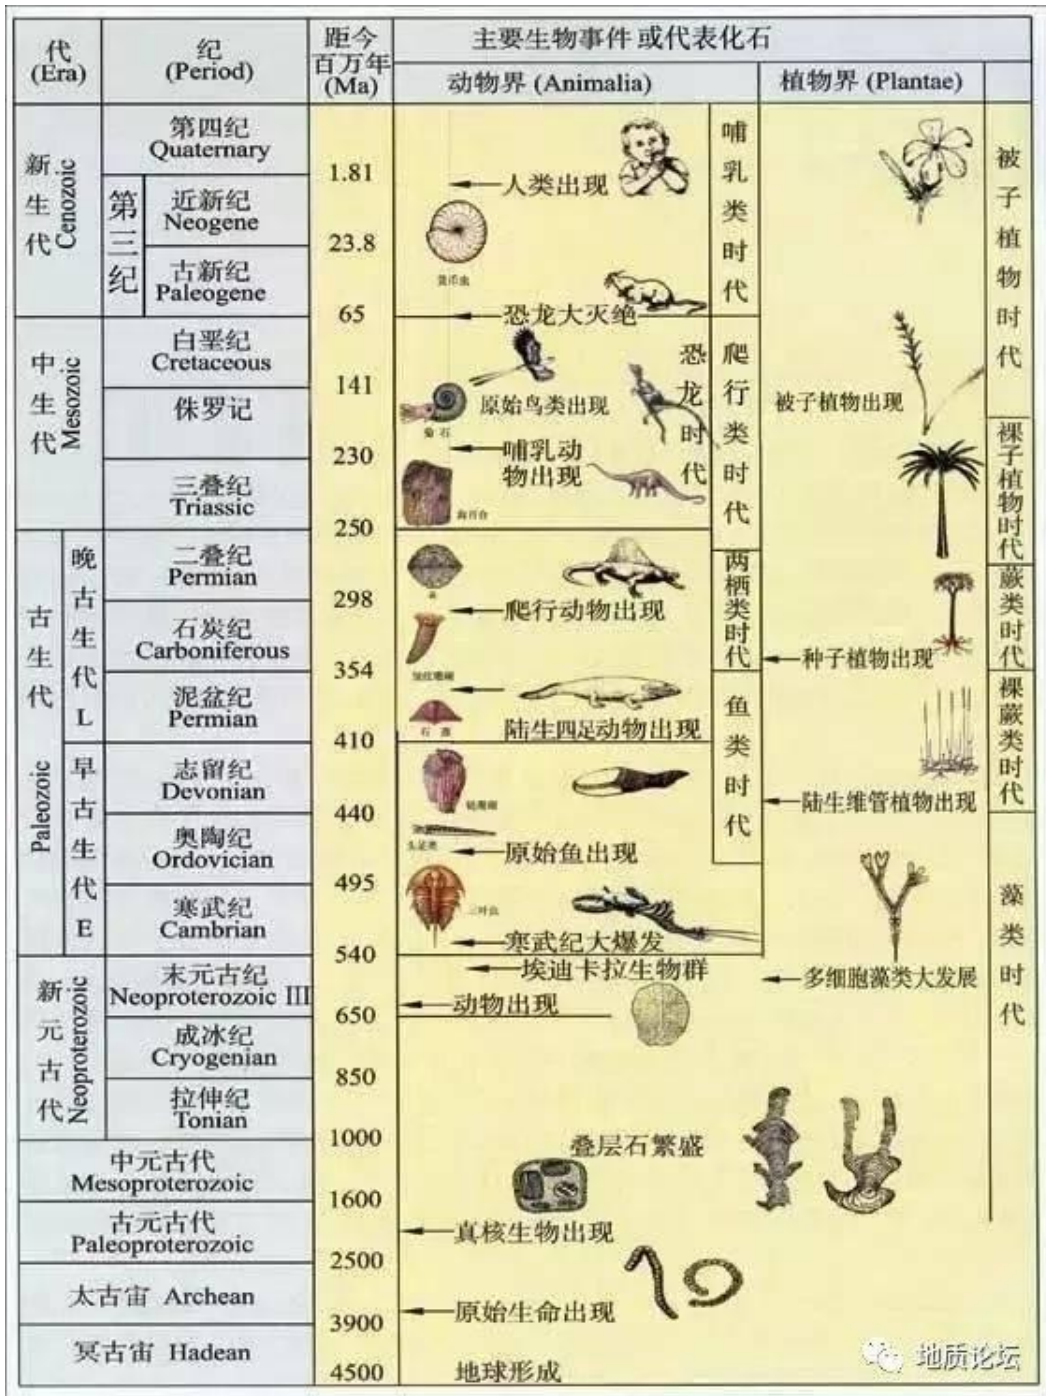 代
(Era)
纪
(Period)
距今
百万年
(Ma)
主要生物事件或代表化石
动物界 (Animalia)
植物界 (Plantae)
新生代
Cenozoic
第四纪
Quaternary
第三纪
近新纪
Neogene
古新纪
Paleogene
1.81
23.8
65
人类出现
货币虫
恐龙大灭绝
哺乳类时代
被子植物时代
中生代
Mesozoic
白垩纪
Cretaceous
侏罗记
三叠纪
Triassic
141
230
250
原始鸟类出现
菊石
哺乳动
物出现
海百合
恐龙时代
爬行类时代
被子植物出现
裸子植物时代
古生代
Paleozoic
晚古生代 L
二叠纪
Permian
石炭纪
Carboniferous
泥盆纪
Permian
298
354
410
爬行动物出现
陆生四足动物出现
两栖类时代
种子植物出现
蕨类时代
早古生代 E
志留纪
Devonian
奥陶纪
Ordovician
寒武纪
Cambrian
440
495
540
头足类
原始鱼出现
三叶虫
寒武纪大爆发
鱼类时代
裸蕨类时代
陆生维管植物出现
藻类时代
新元古代
Neoproterozoic
末元古纪
Neoproterozoic III
成冰纪
Cryogenian
拉伸纪
Tonian
650
850
1000
埃迪卡拉生物群
动物出现
多细胞藻类大发展
中元古代
Mesoproterozoic
1600
叠层石繁盛
古元古代
Paleoproterozoic
2500
真核生物出现
太古宙 Archean
3900
原始生命出现
冥古宙 Hadean
4500
地球形成
地质论坛